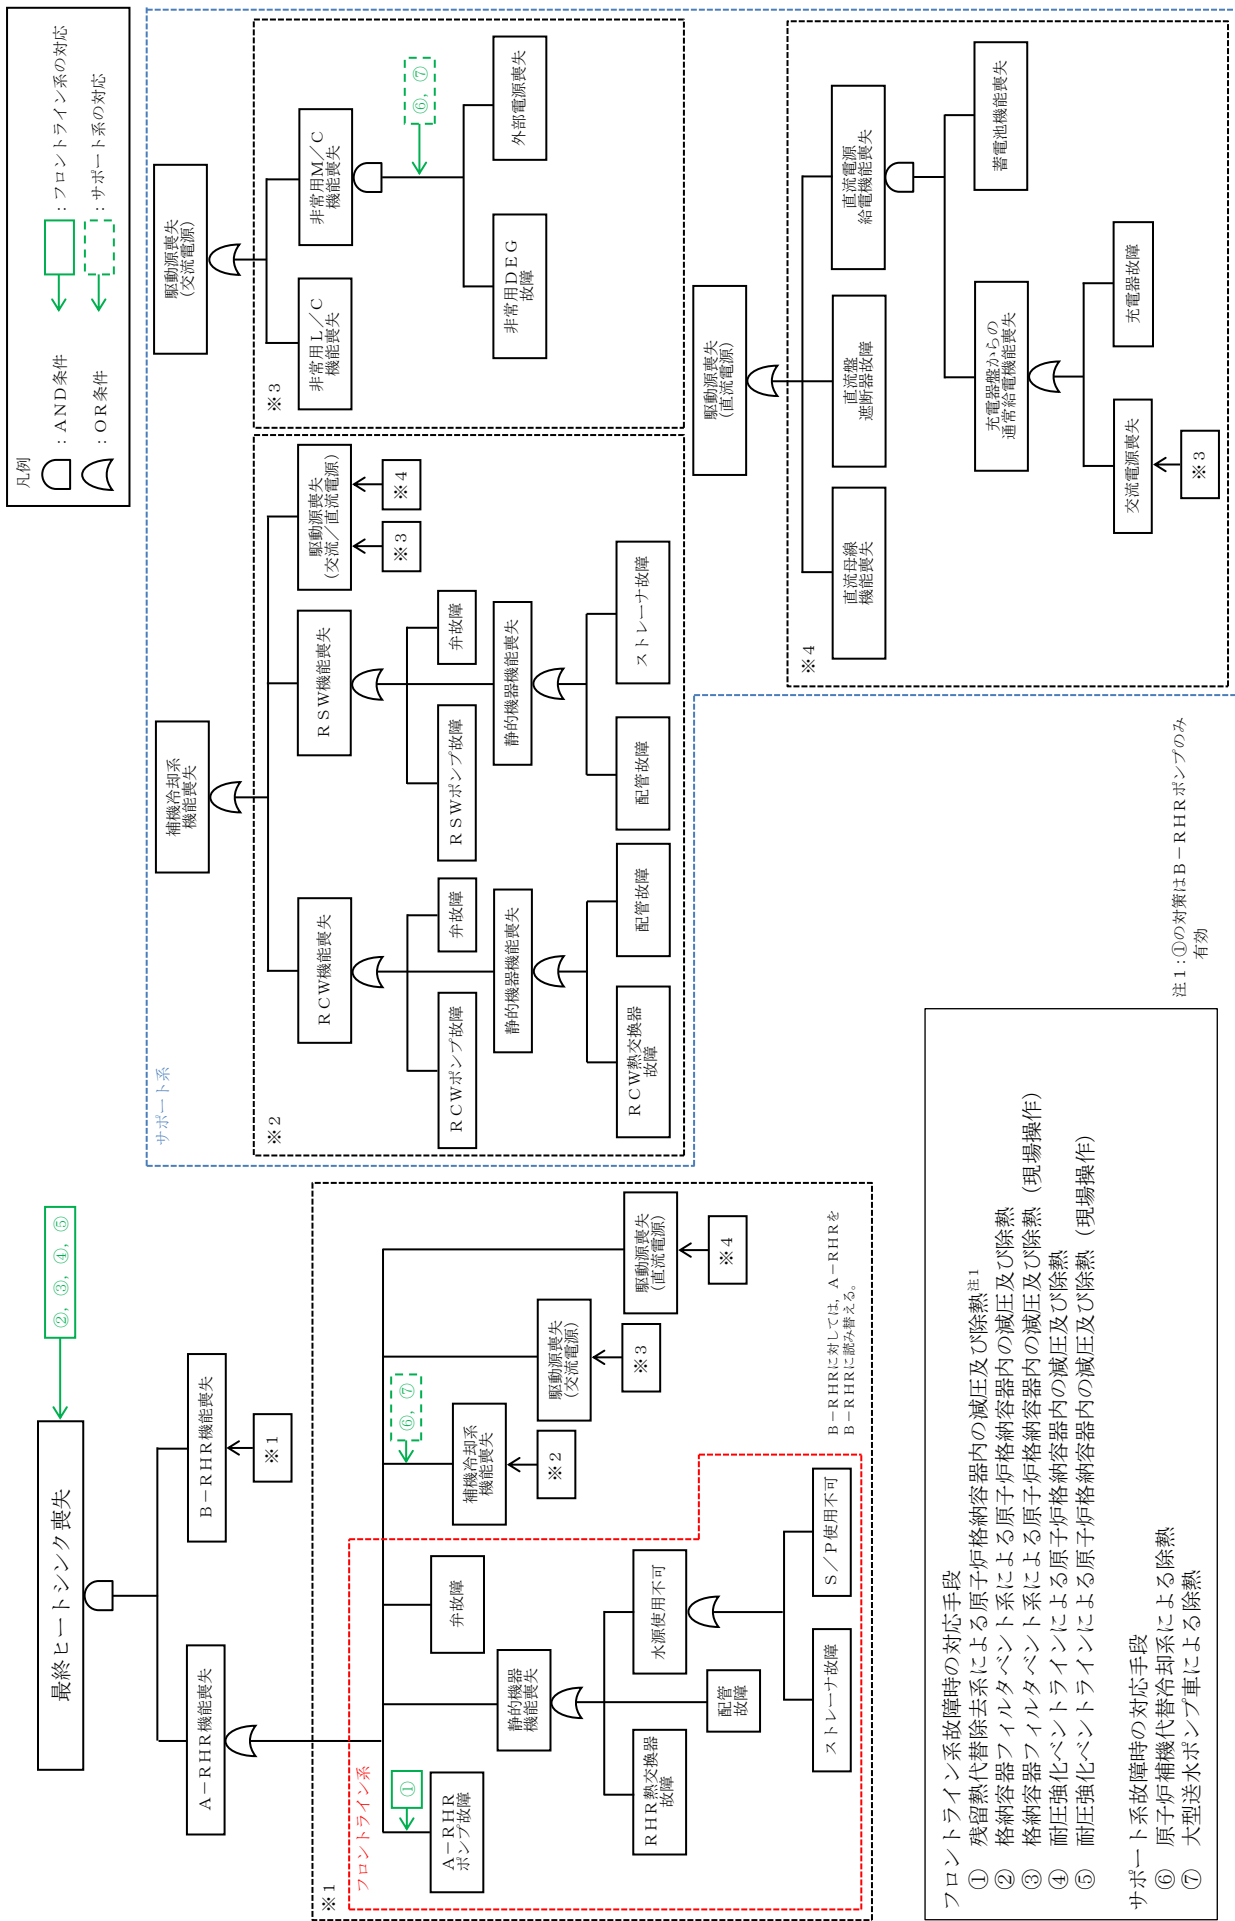 凡例
：AND条件
：OR条件
：フロントライン系の対応
：サポート系の対応
最終ヒートシンク喪失
②，③，④，⑤
A－RHR機能喪失
B－RHR機能喪失
※1
※1
フロントライン系
A－RHR
ポンプ故障
①
静的機器
機能喪失
弁故障
RHR熱交換器
故障
配管
故障
水源使用不可
ストレーナ故障
S／P使用不可
補機冷却系
機能喪失
⑥，⑦
※2
駆動源喪失
（交流電源）
※3
駆動源喪失
（直流電源）
※4
B－RHRに対しては，A－RHRを
B－RHRに読み替える。
サポート系
補機冷却系
機能喪失
※2
RCW機能喪失
RCWポンプ故障
弁故障
静的機器機能喪失
RCW熱交換器
故障
配管故障
RSW機能喪失
RSWポンプ故障
弁故障
静的機器機能喪失
配管故障
ストレーナ故障
駆動源喪失
（交流／直流電源）
※3
※4
駆動源喪失
（交流電源）
※3
非常用L／C
機能喪失
非常用M／C
機能喪失
⑥，⑦
非常用DEG
故障
外部電源喪失
駆動源喪失
（直流電源）
※4
直流母線
機能喪失
直流盤
遮断器故障
直流電源
給電機能喪失
充電器盤からの
通常給電機能喪失
蓄電池機能喪失
交流電源喪失
充電器故障
※3
フロントライン系故障時の対応手段
① 残留熱代替除去系による原子炉格納容器内の減圧及び除熱注1
② 格納容器フィルタベント系による原子炉格納容器内の減圧及び除熱
③ 格納容器フィルタベント系による原子炉格納容器内の減圧及び除熱（現場操作）
④ 耐圧強化ベントラインによる原子炉格納容器内の減圧及び除熱
⑤ 耐圧強化ベントラインによる原子炉格納容器内の減圧及び除熱（現場操作）
サポート系故障時の対応手段
⑥ 原子炉補機代替冷却系による除熱
⑦ 大型送水ポンプ車による除熱
注1：①の対策はB－RHRポンプのみ
有効